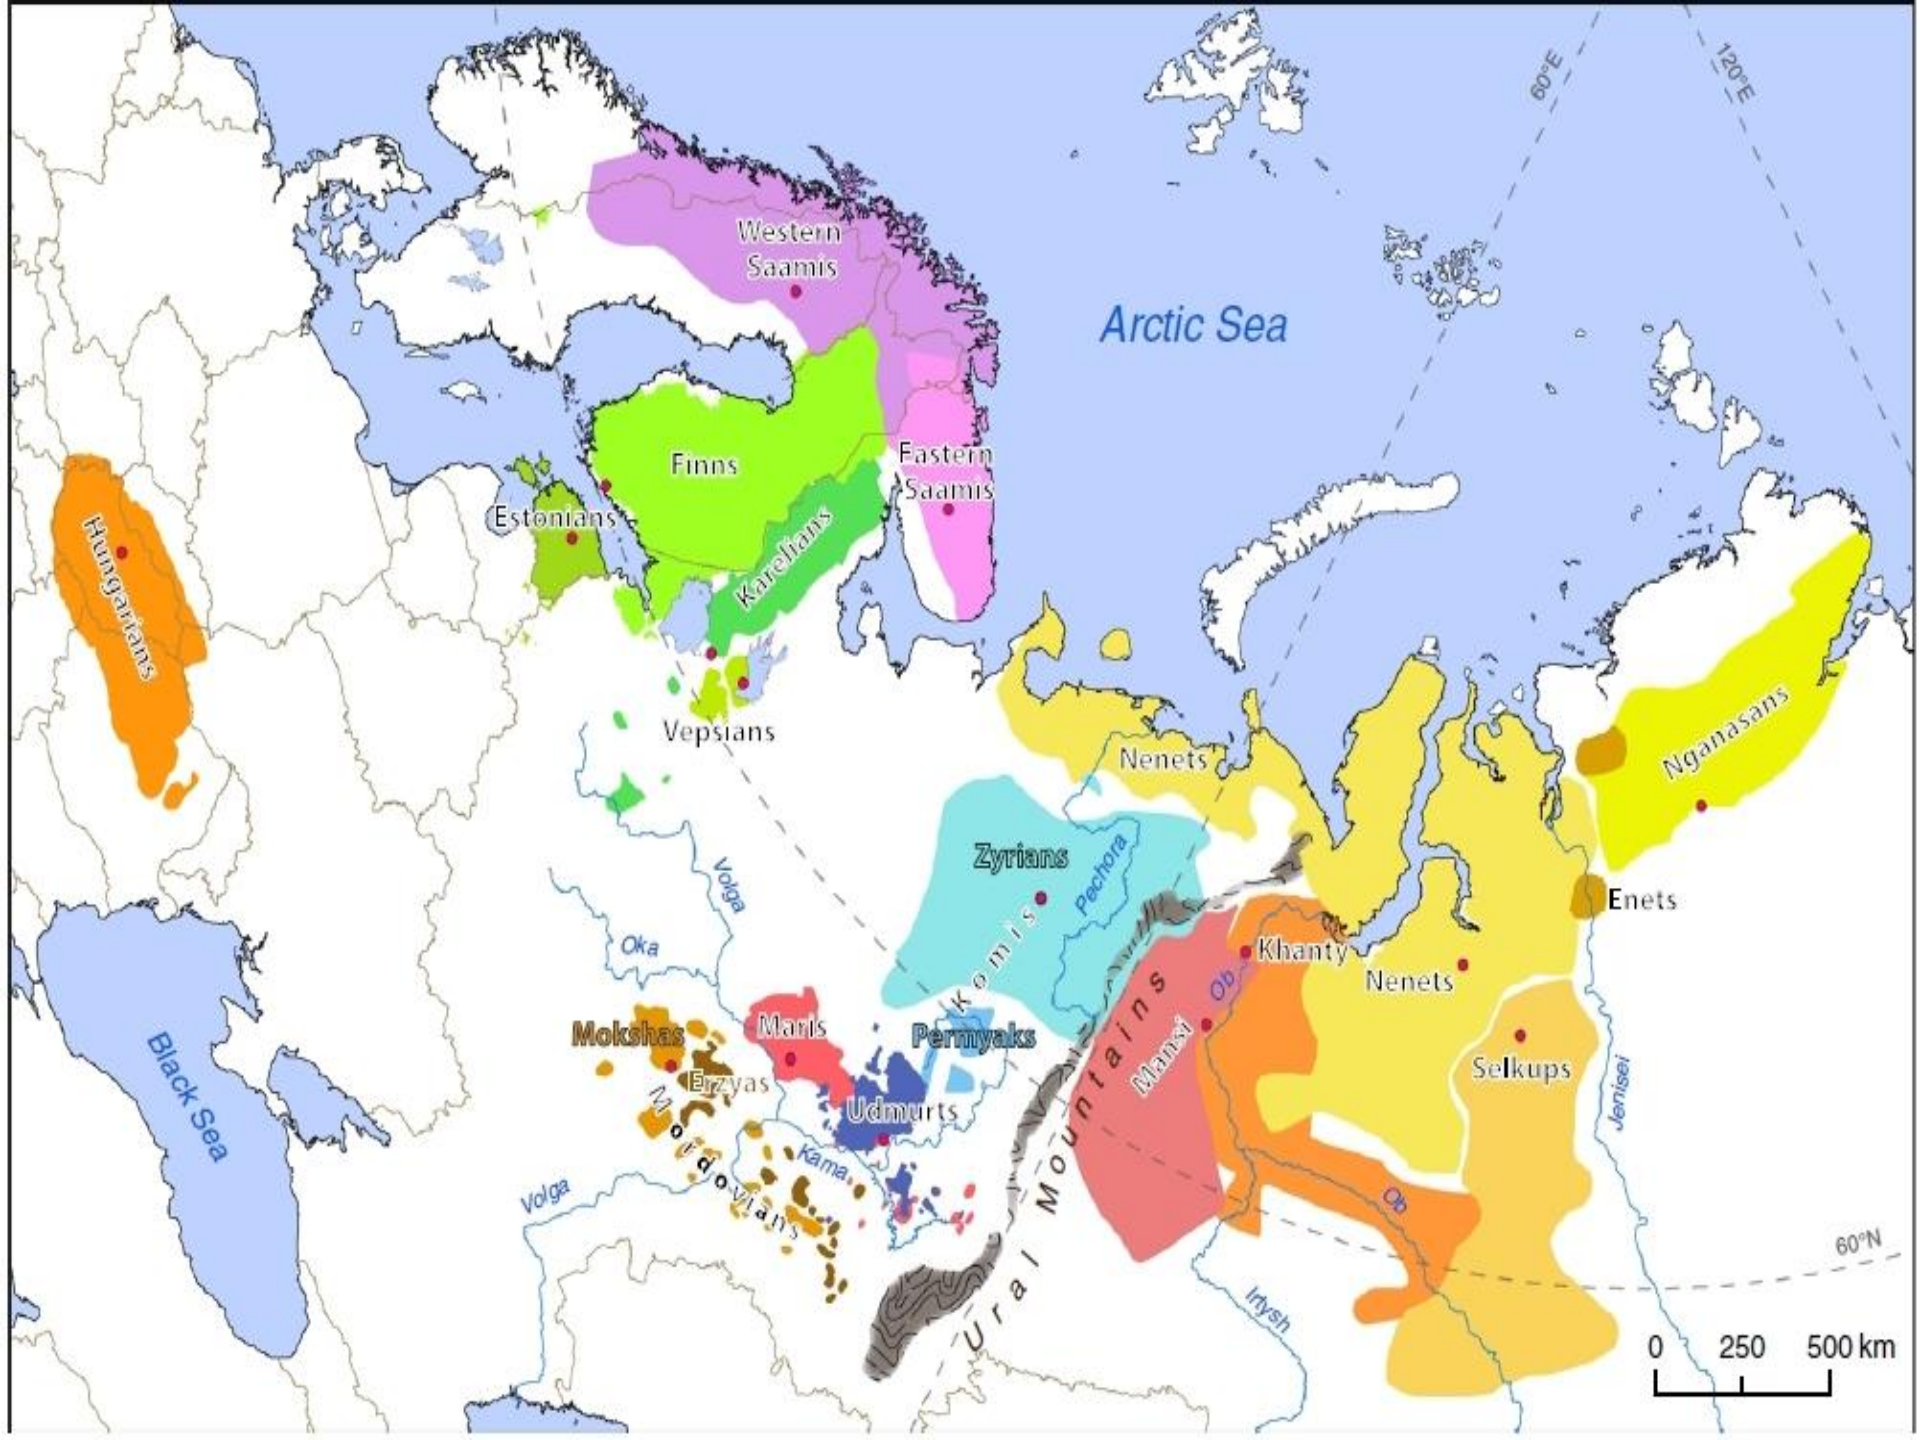 60°E
120°E
Western
Saamis
Arctic Sea
Finns
Eastern
Saamis
Estonians
Hungarians
Karelians
Vepsians
Nenets
Nganasans
Zyrians
Pechora
Volga
Enets
Komis
Oka
Khanty
Nenets
Ob
Mokshas
Maris
Permyaks
Black Sea
Erzyas
Mansi
Selkups
Udmurts
Jenisei
Mordovians
Kama
Ural Mountains
Volga
Ob
60°N
Irtysh
0 250 500 km